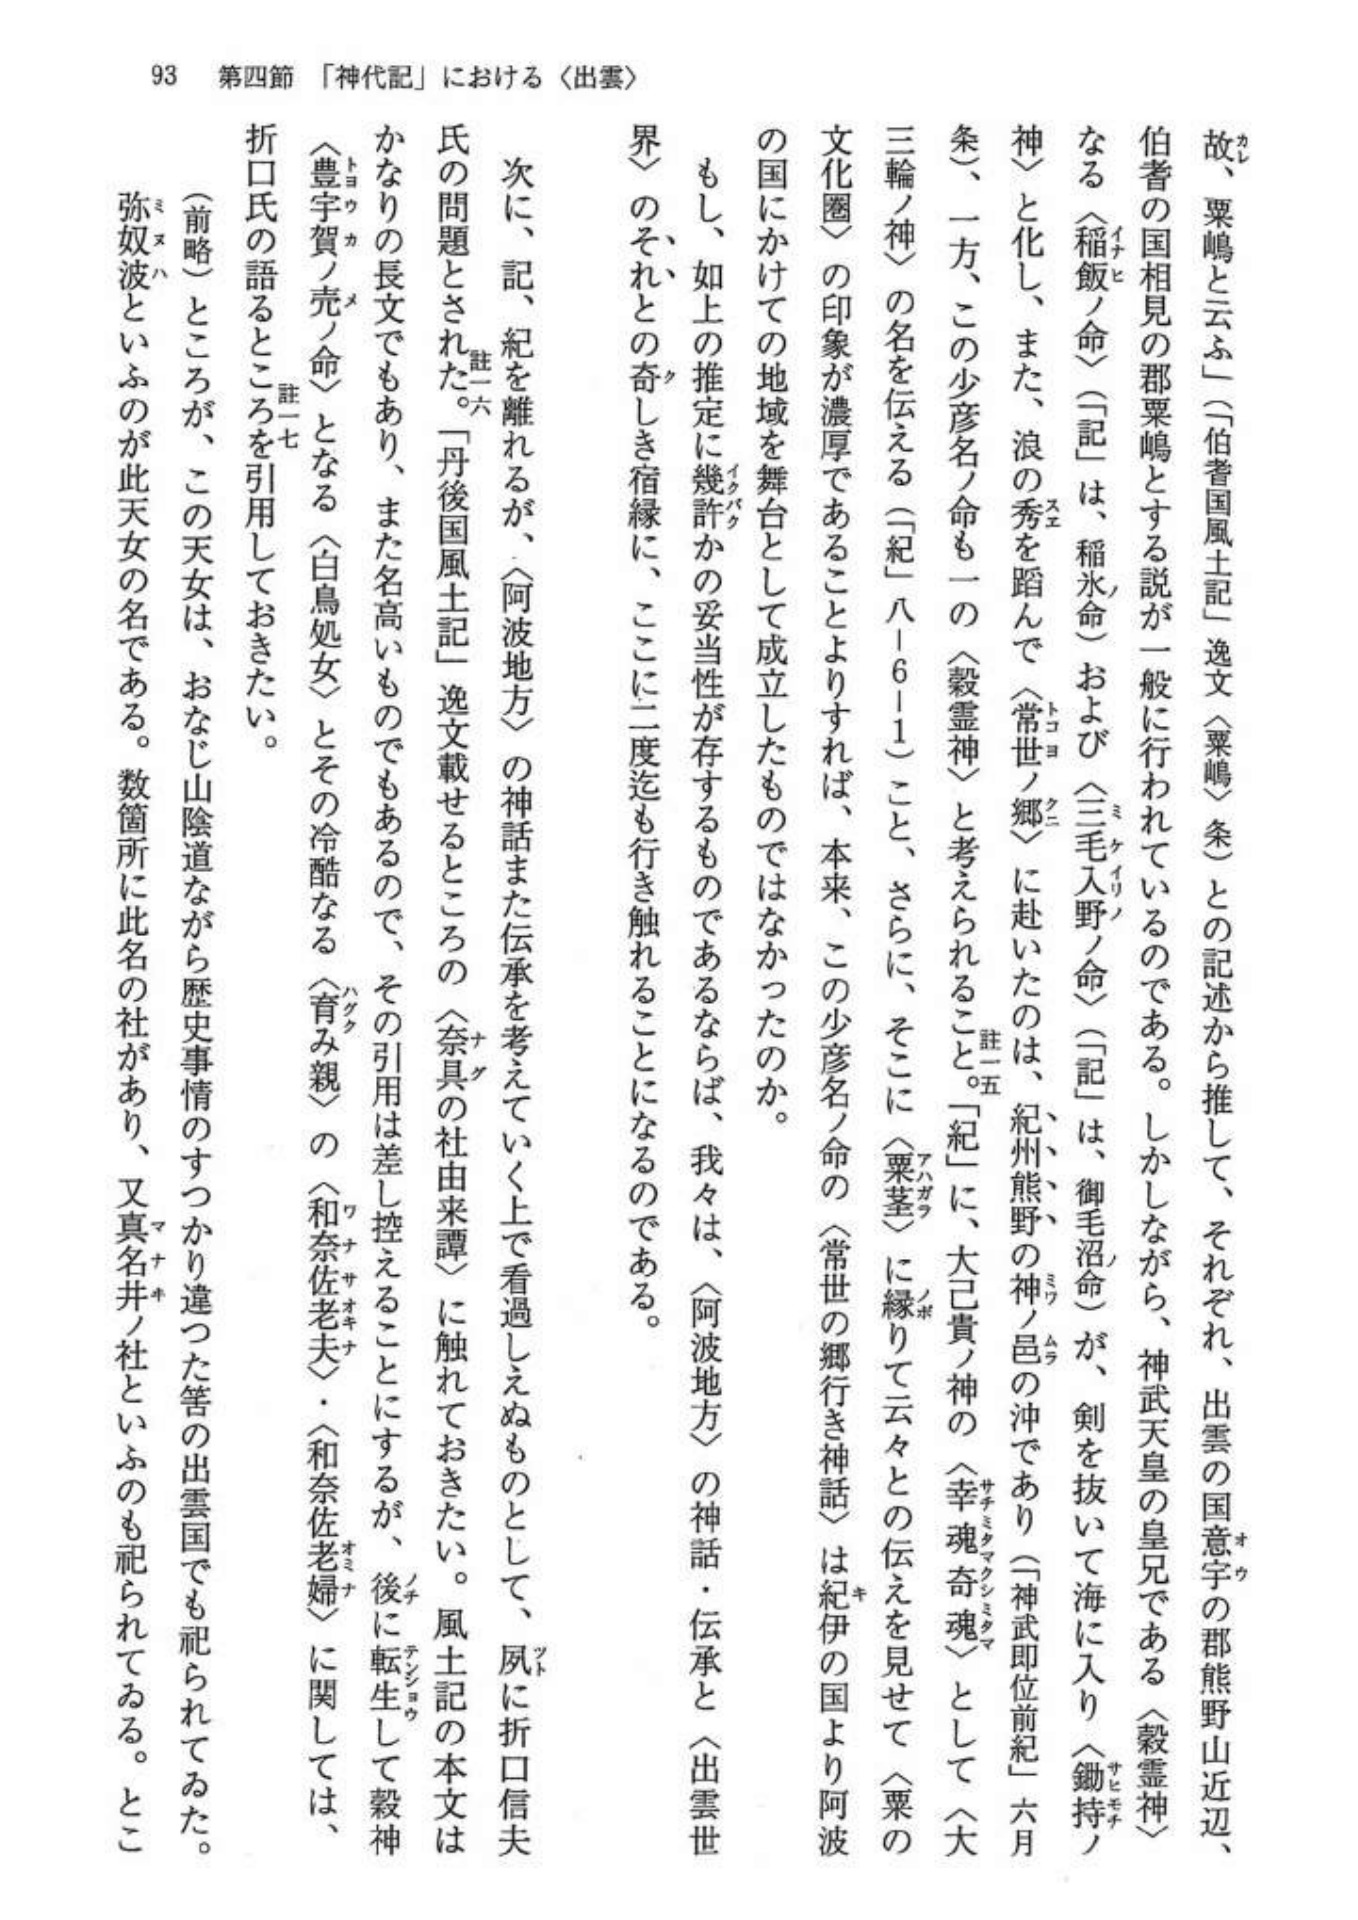 93　第四節　「神代記」における〈出雲〉
故、粟嶋と云ふ」（「伯耆国風土記」逸文〈粟嶋〉条）との記述から推して、それぞれ、出雲の国意宇の郡熊野山近辺、
伯耆の国相見の郡粟嶋とする説が一般に行われているのである。しかしながら、神武天皇の皇兄である〈穀霊神〉
なる〈稲飯ノ命〉（「記」は、稲氷ノ命）および〈三毛入野ノ命〉（「記」は、御毛沼ノ命）が、剣を抜いて海に入り〈鋤持ノ
神〉と化し、また、浪の秀を蹈んで〈常世ノ郷〉に赴いたのは、紀州熊野の神ノ邑の沖であり（「神武即位前紀」六月
条）、一方、この少彦名ノ命も一の〈穀霊神〉と考えられること。註一五「紀」に、大己貴ノ神の〈幸魂奇魂〉として〈大
三輪ノ神〉の名を伝える（「紀」八－6－1）こと、さらに、そこに〈粟茎〉に縁りて云々との伝えを見せて〈粟の
文化圏〉の印象が濃厚であることよりすれば、本来、この少彦名ノ命の〈常世の郷行き神話〉は紀伊の国より阿波
の国にかけての地域を舞台として成立したものではなかったのか。
もし、如上の推定に幾許かの妥当性が存するものであるならば、我々は、〈阿波地方〉の神話・伝承と〈出雲世
界〉のそれとの奇しき宿縁に、ここに二度迄も行き触れることになるのである。
次に、記、紀を離れるが、〈阿波地方〉の神話また伝承を考えていく上で看過しえぬものとして、夙に折口信夫
氏の問題とされた。註一六「丹後国風土記」逸文載せるところの〈奈具の社由来譚〉に触れておきたい。風土記の本文は
かなりの長文でもあり、また名高いものでもあるので、その引用は差し控えることにするが、後に転生して穀神
〈豊宇賀ノ売ノ命〉となる〈白鳥処女〉とその冷酷なる〈育み親〉の〈和奈佐老夫〉・〈和奈佐老婦〉に関しては、
折口氏の語るところを註一七引用しておきたい。
（前略）ところが、この天女は、おなじ山陰道ながら歴史事情のすつかり違つた筈の出雲国でも祀られてゐた。
弥奴波といふのが此天女の名である。数箇所に此名の社があり、又真名井ノ社といふのも祀られてゐる。とこ